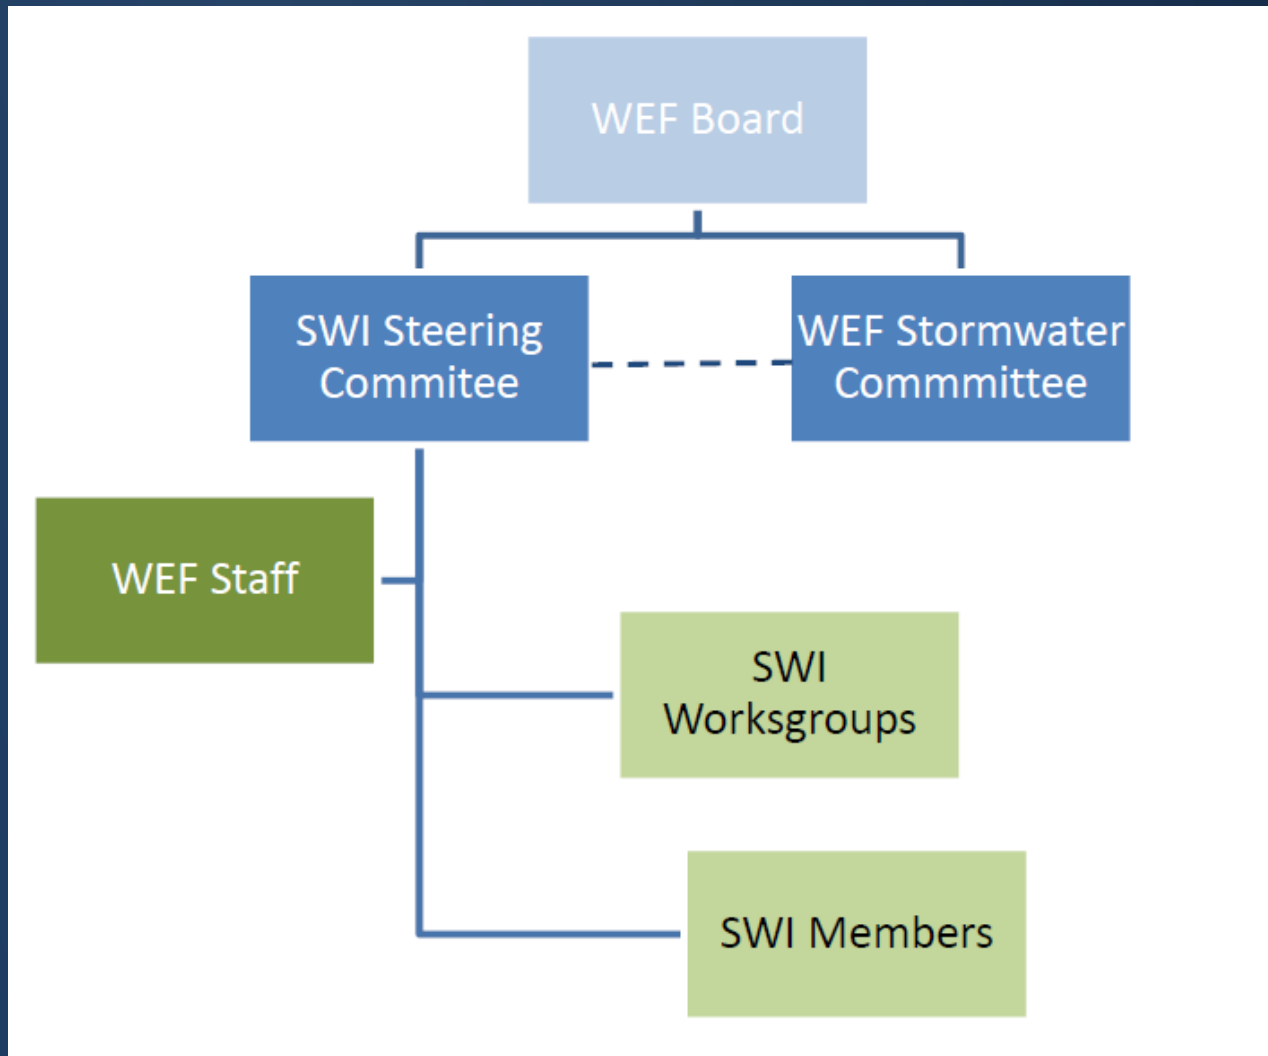 WEF Board
SWI Steering
Commitee
WEF Stormwater
Commmittee
WEF Staff
SWI
Worksgroups
SWI Members